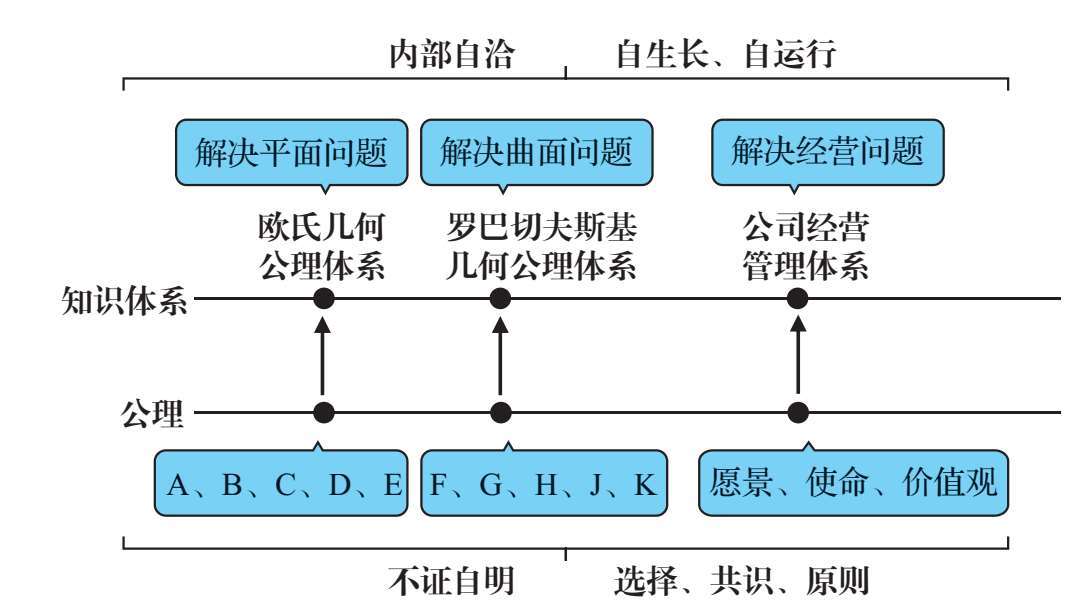 内部自洽 自生长、自运行
解决平面问题 解决曲面问题 解决经营问题
欧氏几何 罗巴切夫斯基 公司经营
公理体系 几何公理体系 管理体系
知识体系
公理
A、B、C、D、E F、G、H、J、K 愿景、使命、价值观
不证自明 选择、共识、原则